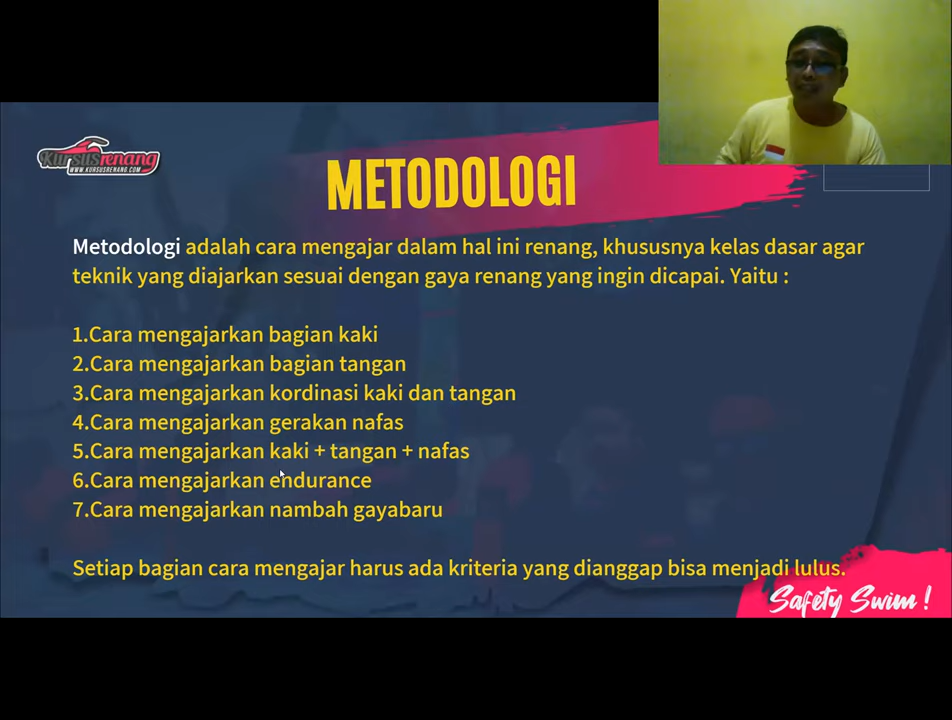 Kursusrenang
WWW.KURSUSRENANG.COM
METODOLOGI
Metodologi adalah cara mengajar dalam hal ini renang, khususnya kelas dasar agar
teknik yang diajarkan sesuai dengan gaya renang yang ingin dicapai. Yaitu :
1.Cara mengajarkan bagian kaki
2.Cara mengajarkan bagian tangan
3.Cara mengajarkan kordinasi kaki dan tangan
4.Cara mengajarkan gerakan nafas
5.Cara mengajarkan kaki + tangan + nafas
6.Cara mengajarkan endurance
7.Cara mengajarkan nambah gayabaru
Setiap bagian cara mengajar harus ada kriteria yang dianggap bisa menjadi lulus.
Safety Swim !